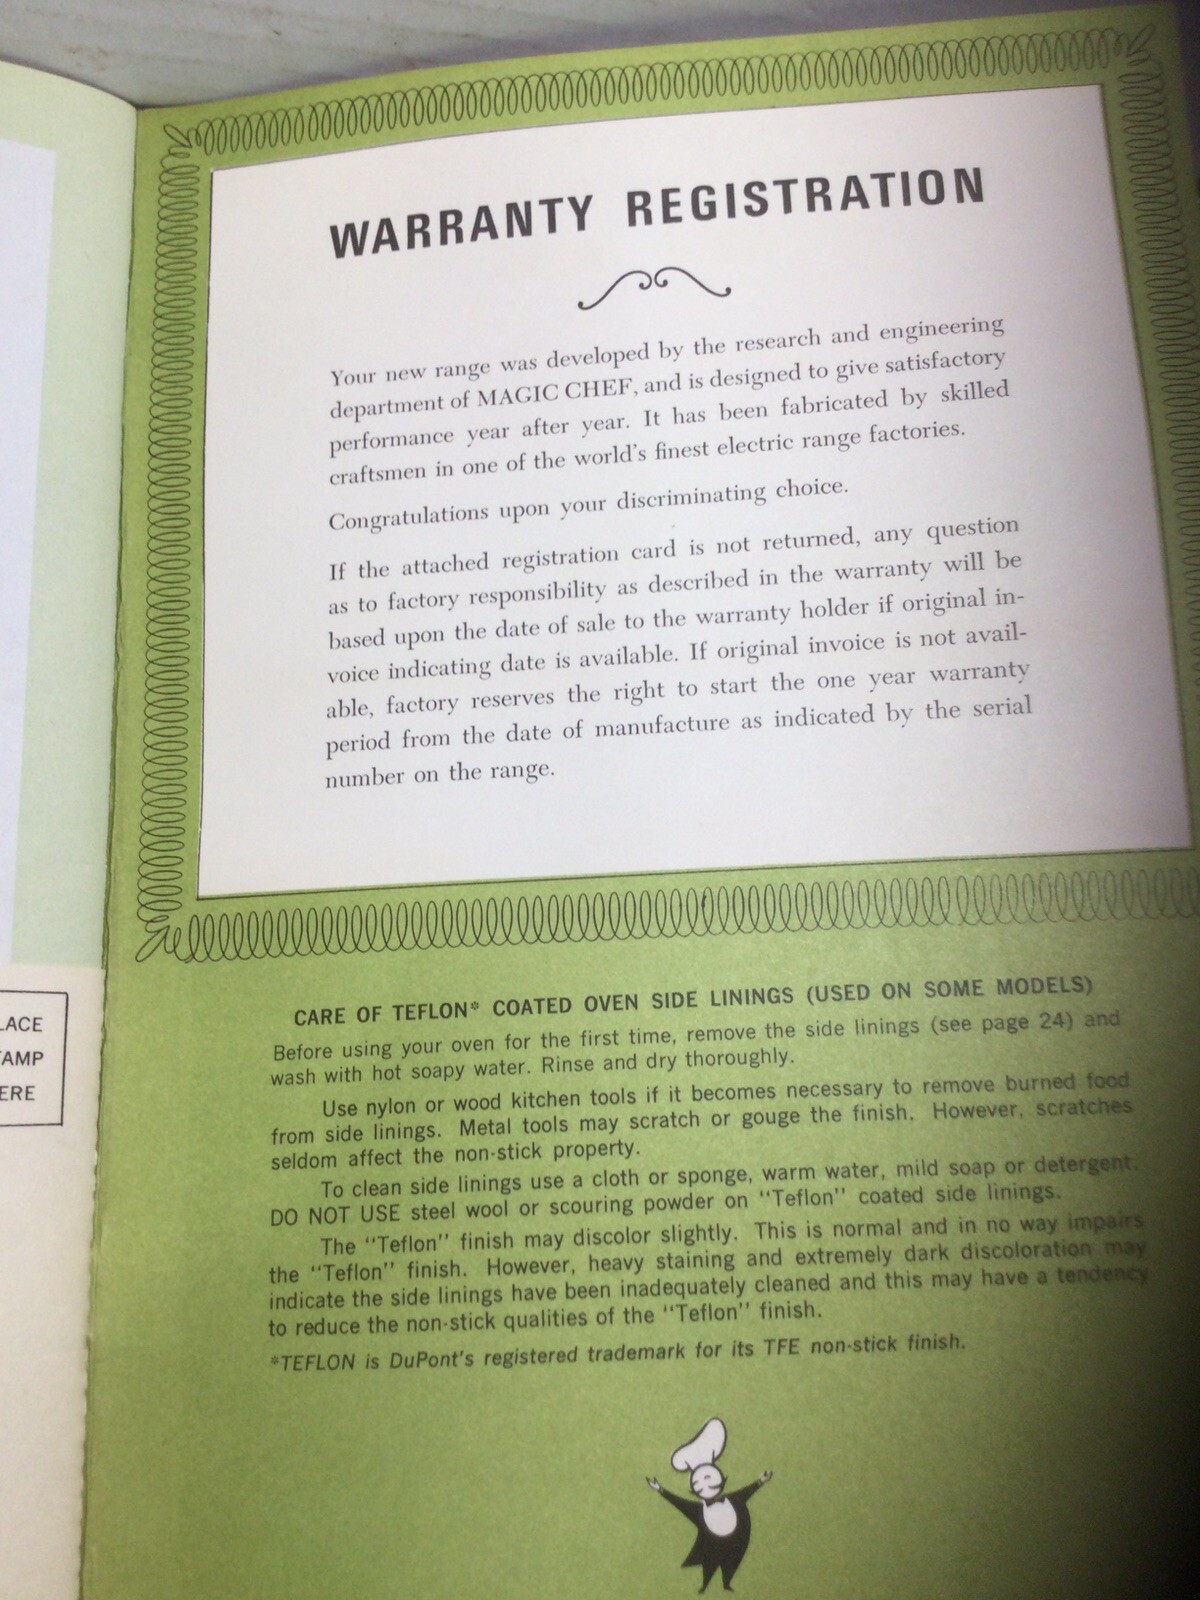 WARRANTY REGISTRATION
Your new range was developed by the research and engineering
department of MAGIC CHEF, and is designed to give satisfactory
performance year after year. It has been fabricated by skilled
craftsmen in one of the world's finest electric range factories.
Congratulations upon your discriminating choice.
If the attached registration card is not returned, any question
as to factory responsibility as described in the warranty will be
based upon the date of sale to the warranty holder if original in-
voice indicating date is available. If original invoice is not avail-
able, factory reserves the right to start the one year warranty
period from the date of manufacture as indicated by the serial
number on the range.
LACE
TAMP
ERE
CARE OF TEFLON* COATED OVEN SIDE LININGS (USED ON SOME MODELS)
Before using your oven for the first time, remove the side linings (see page 24) and
wash with hot soapy water. Rinse and dry thoroughly.
Use nylon or wood kitchen tools if it becomes necessary to remove burned food
from side linings. Metal tools may scratch or gouge the finish. However, scratches
seldom affect the non-stick property.
To clean side linings use a cloth or sponge, warm water, mild soap or detergent.
DO NOT USE steel wool or scouring powder on "Teflon" coated side linings.
The "Teflon" finish may discolor slightly. This is normal and in no way impairs
the "Teflon" finish. However, heavy staining and extremely dark discoloration may
indicate the side linings have been inadequately cleaned and this may have a tendency
to reduce the non-stick qualities of the "Teflon" finish.
*TEFLON is DuPont's registered trademark for its TFE non-stick finish.